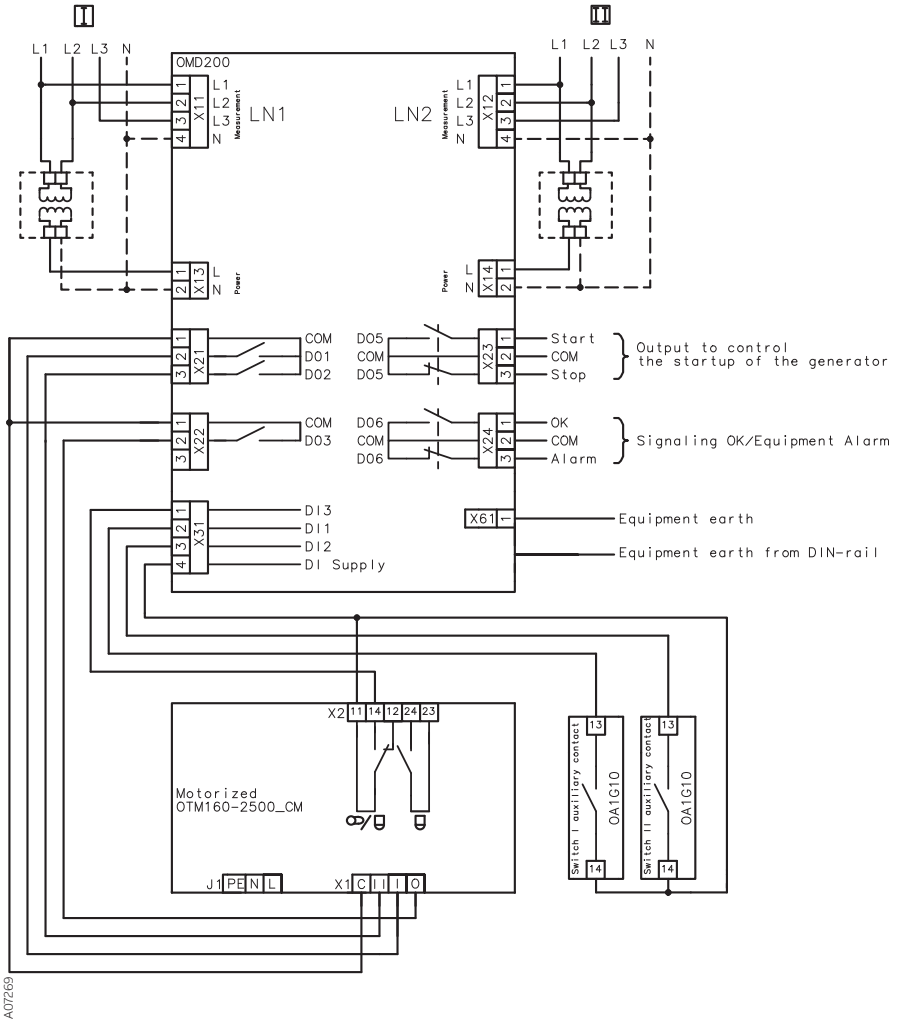 I
II
L1 L2 L3 N
L1 L2 L3 N
OMD200
1 L1
2 L2
3 L3
4 N
X11
Measurement
LN1
LN2
Measurement
L1 1
L2 2
L3 3
N 4
X12
1 L
2 N
X13
Power
Power
L 1
N 2
X14
1 COM
2 DO1
3 DO2
X21
DO5 1 Start
COM 2 COM
DO5 3 Stop
X23
Output to control
the startup of the generator
1 COM
2 DO3
3
X22
DO6 1 OK
COM 2 COM
DO6 3 Alarm
X24
Signaling OK/Equipment Alarm
1 DI3
2 DI1
3 DI2
4 DI Supply
X31
X61 1 Equipment earth
Equipment earth from DIN-rail
X2 11 14 12 24 23
Motorized
OTM160-2500_CM
J1 PE N L
X1 C II I O
13
Switch I auxiliary contact
OA1G10
14
13
Switch II auxiliary contact
OA1G10
14
A07269